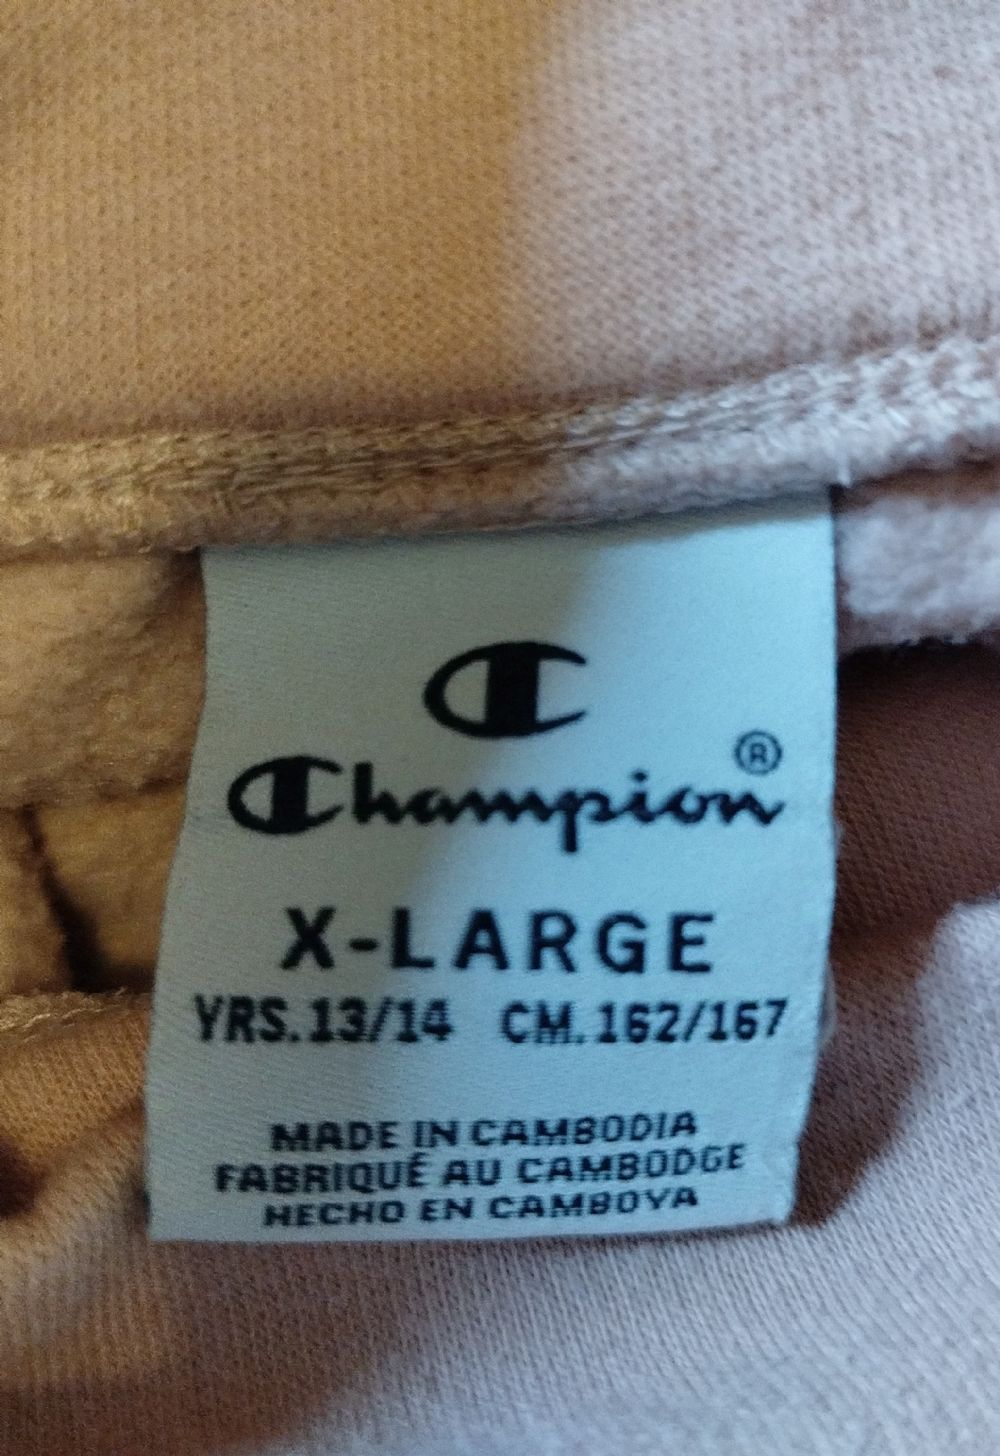 Champion®
X-LARGE
YRS.13/14 CM.162/167
MADE IN CAMBODIA
FABRIQUÉ AU CAMBODGE
HECHO EN CAMBOYA